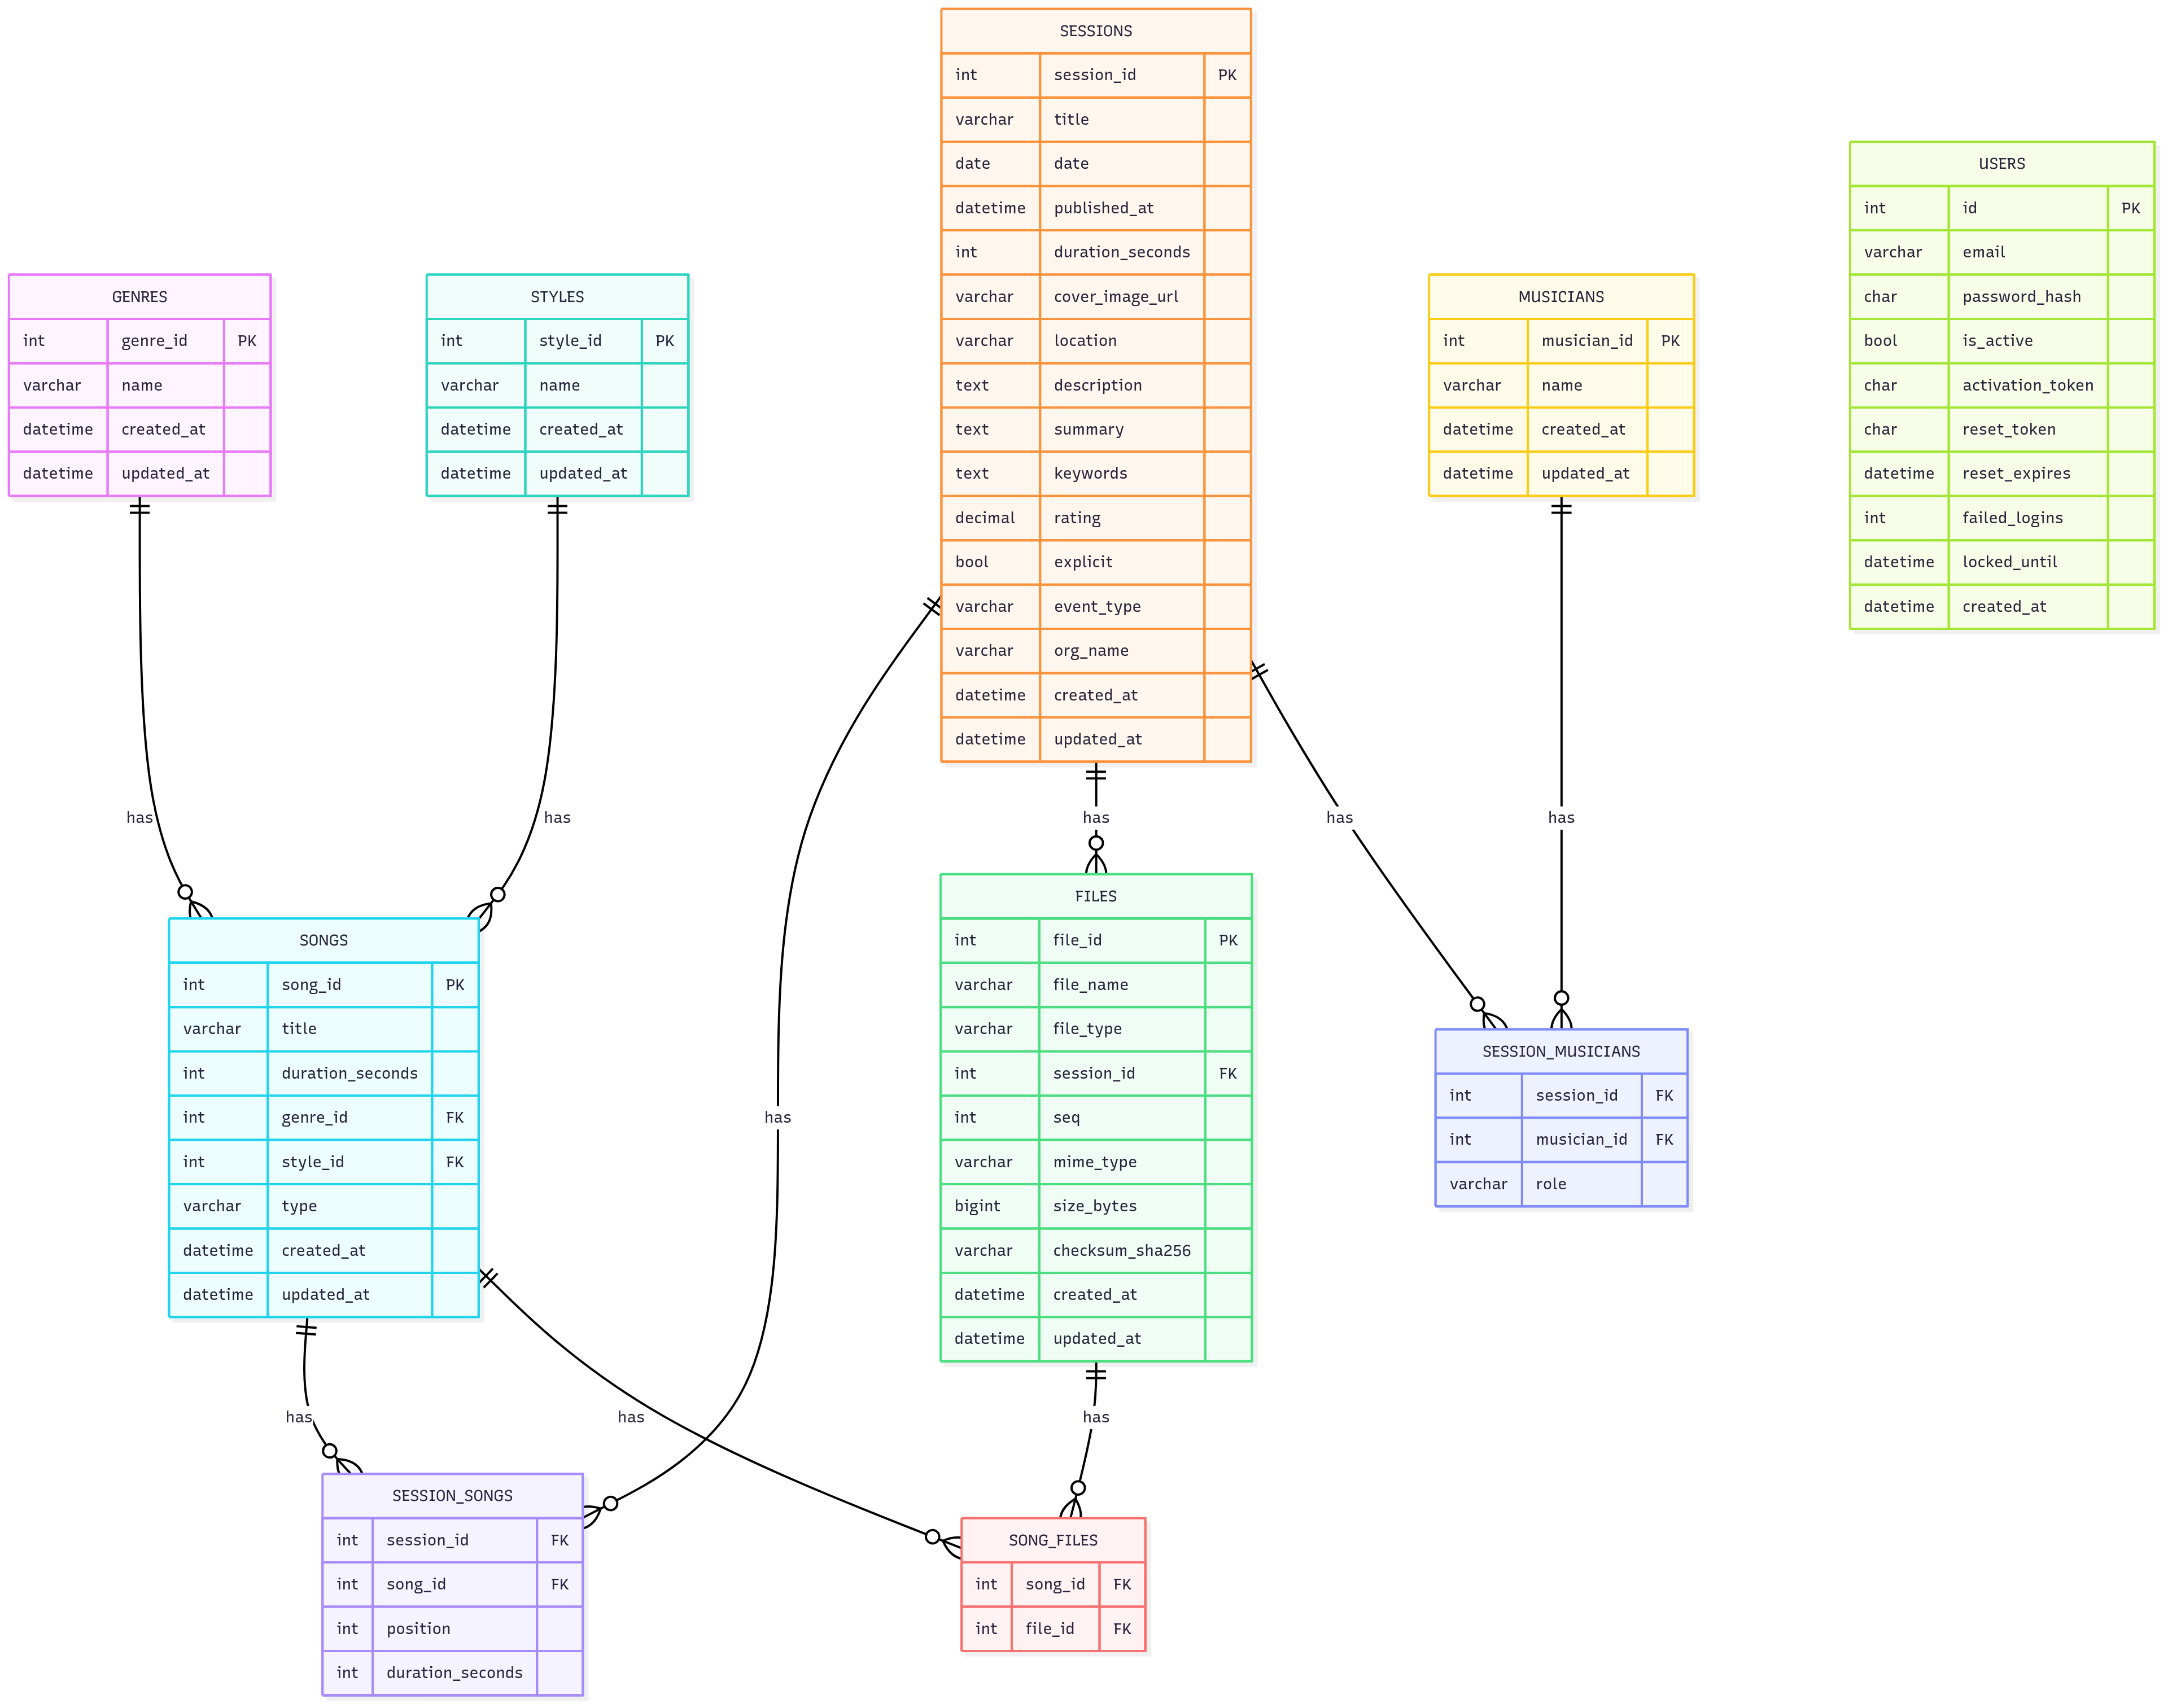 SESSIONS
int session_id PK
varchar title
date date
datetime published_at
int duration_seconds
varchar cover_image_url
varchar location
text description
text summary
text keywords
decimal rating
bool explicit
varchar event_type
varchar org_name
datetime created_at
datetime updated_at
USERS
int id PK
varchar email
char password_hash
bool is_active
char activation_token
char reset_token
datetime reset_expires
int failed_logins
datetime locked_until
datetime created_at
GENRES
int genre_id PK
varchar name
datetime created_at
datetime updated_at
STYLES
int style_id PK
varchar name
datetime created_at
datetime updated_at
MUSICIANS
int musician_id PK
varchar name
datetime created_at
datetime updated_at
has
has
has
has
has
SONGS
int song_id PK
varchar title
int duration_seconds
int genre_id FK
int style_id FK
varchar type
datetime created_at
datetime updated_at
has
FILES
int file_id PK
varchar file_name
varchar file_type
int session_id FK
int seq
varchar mime_type
bigint size_bytes
varchar checksum_sha256
datetime created_at
datetime updated_at
SESSION_MUSICIANS
int session_id FK
int musician_id FK
varchar role
has
has
has
SESSION_SONGS
int session_id FK
int song_id FK
int position
int duration_seconds
SONG_FILES
int song_id FK
int file_id FK